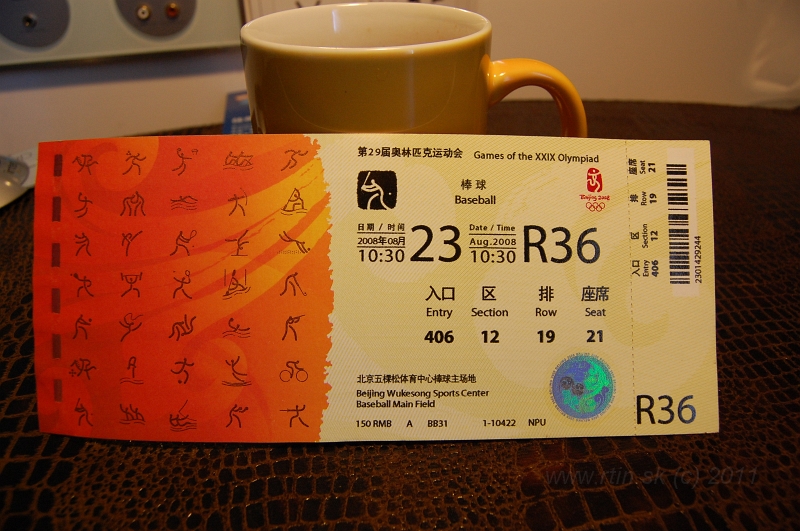 第29届奥林匹克运动会 Games of the XXIX Olympiad
棒球
Baseball
Beijing 2008
日期 / 时间
2008年08月
10:30
23
Date / Time
Aug.2008
10:30
R36
入口 区 排 座席
Entry Section Row Seat
406 12 19 21
北京五棵松体育中心棒球主场地
Beijing Wukesong Sports Center
Baseball Main Field
150 RMB A BB31 1-10422 NPU
座席 Seat 21
排 Row 19
区 Section 12
入口 Entry 406
2301429244
R36
www.rtip.sk (c) 2011